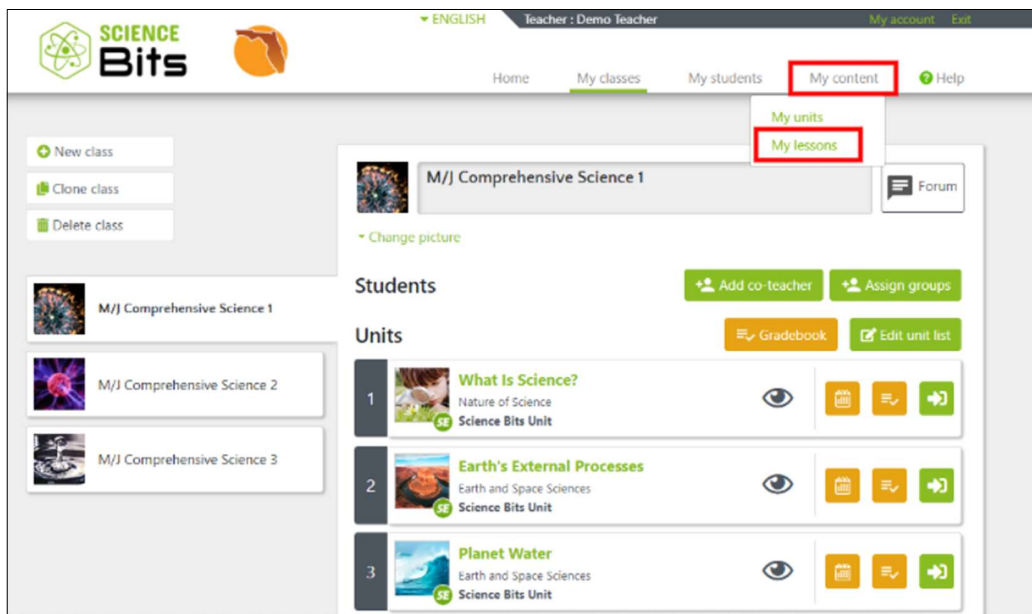 ENGLISH
Teacher : Demo Teacher
My account Exit
SCIENCE
Bits
Home My classes My students My content Help
My units
My lessons
New class
Clone class
Delete class
M/J Comprehensive Science 1
M/J Comprehensive Science 2
M/J Comprehensive Science 3
M/J Comprehensive Science 1
Forum
Change picture
Students
Add co-teacher
Assign groups
Units
Gradebook
Edit unit list
1
What Is Science?
Nature of Science
SE
Science Bits Unit
2
Earth's External Processes
Earth and Space Sciences
SE
Science Bits Unit
3
Planet Water
Earth and Space Sciences
SE
Science Bits Unit